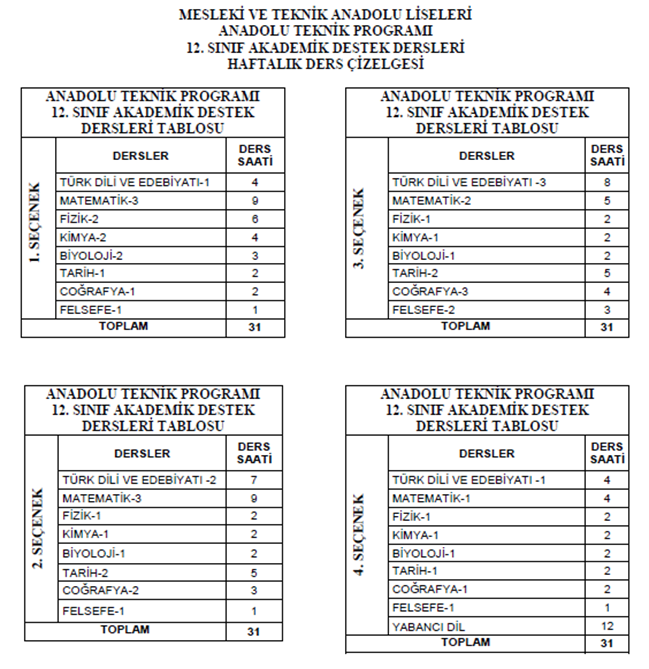 MESLEKİ VE TEKNİK ANADOLU LİSELERİ
ANADOLU TEKNİK PROGRAMI
12. SINIF AKADEMİK DESTEK DERSLERİ
HAFTALIK DERS ÇİZELGESİ
ANADOLU TEKNİK PROGRAMI
12. SINIF AKADEMİK DESTEK
DERSLERİ TABLOSU
1. SEÇENEK
DERSLER DERS SAATİ
TÜRK DİLİ VE EDEBİYATI-1 4
MATEMATİK-3 9
FİZİK-2 6
KİMYA-2 4
BİYOLOJİ-2 3
TARİH-1 2
COĞRAFYA-1 2
FELSEFE-1 1
TOPLAM 31
ANADOLU TEKNİK PROGRAMI
12. SINIF AKADEMİK DESTEK
DERSLERİ TABLOSU
3. SEÇENEK
DERSLER DERS SAATİ
TÜRK DİLİ VE EDEBİYATI -3 8
MATEMATİK-2 5
FİZİK-1 2
KİMYA-1 2
BİYOLOJİ-1 2
TARİH-2 5
COĞRAFYA-3 4
FELSEFE-2 3
TOPLAM 31
ANADOLU TEKNİK PROGRAMI
12. SINIF AKADEMİK DESTEK
DERSLERİ TABLOSU
2. SEÇENEK
DERSLER DERS SAATİ
TÜRK DİLİ VE EDEBİYATI -2 7
MATEMATİK-3 9
FİZİK-1 2
KİMYA-1 2
BİYOLOJİ-1 2
TARİH-2 5
COĞRAFYA-2 3
FELSEFE-1 1
TOPLAM 31
ANADOLU TEKNİK PROGRAMI
12. SINIF AKADEMİK DESTEK
DERSLERİ TABLOSU
4. SEÇENEK
DERSLER DERS SAATİ
TÜRK DİLİ VE EDEBİYATI -1 4
MATEMATİK-1 4
FİZİK-1 2
KİMYA-1 2
BİYOLOJİ-1 2
TARİH-1 2
COĞRAFYA-1 2
FELSEFE-1 1
YABANCI DİL 12
TOPLAM 31